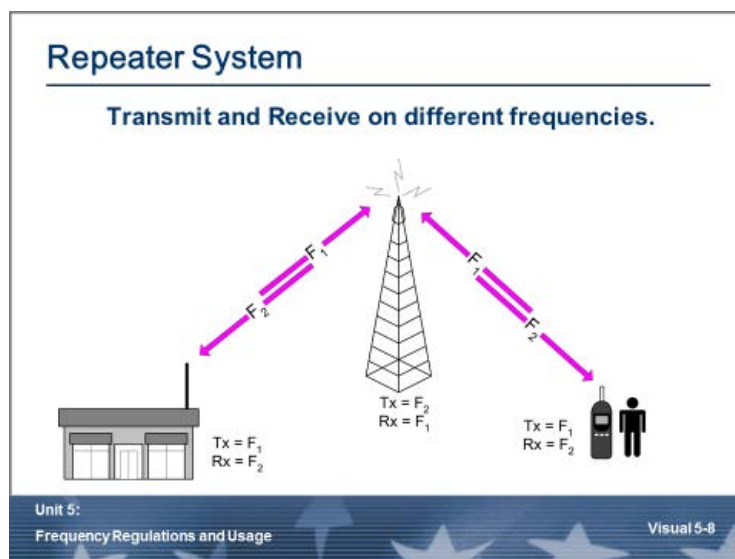 Repeater System
Transmit and Receive on different frequencies.
F₁
F₂
F₁
F₂
Tx = F₂
Rx = F₁
Tx = F₁
Rx = F₂
Tx = F₁
Rx = F₂
Unit 5:
Frequency Regulations and Usage
Visual 5-8